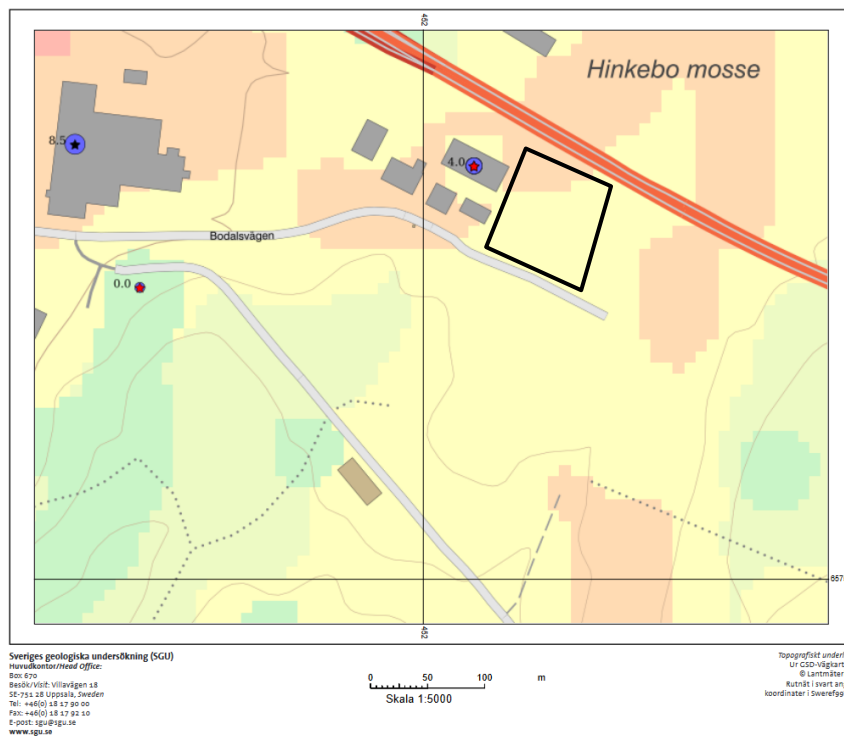 462
Hinkebo mosse
8.5
4.0
Bodalsvägen
0.0
657
462
Sveriges geologiska undersökning (SGU)
Huvudkontor/Head Office:
Box 670
Besök/Visit: Villavägen 18
SE-751 28 Uppsala, Sweden
Tel: +46(0) 18 17 90 00
Fax: +46(0) 18 17 92 10
E-post: sgu@sgu.se
www.sgu.se
0 50 100 m
Skala 1:5000
Topografiskt underl
Ur GSD-Vägkart
© Lantmäter
Rutnät i svart an
koordinater i Sweref99